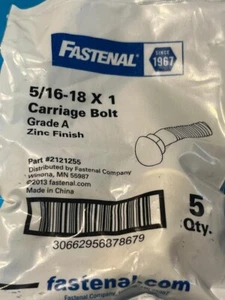 FASTENAL®
SINCE
1967
5/16-18 X 1
Carriage Bolt
Grade A
Zinc Finish
Part #2121255
Distributed by Fastenal Company
Winona, MN 55987
©2013 fastenal.com
Made in China
5
Qty.
30662956378679
fastenal.com